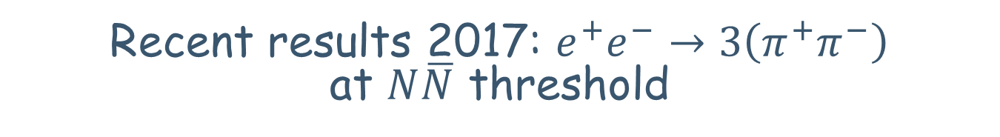 Recent results 2017: e⁺e⁻ → 3(π⁺π⁻)
at NN̅ threshold